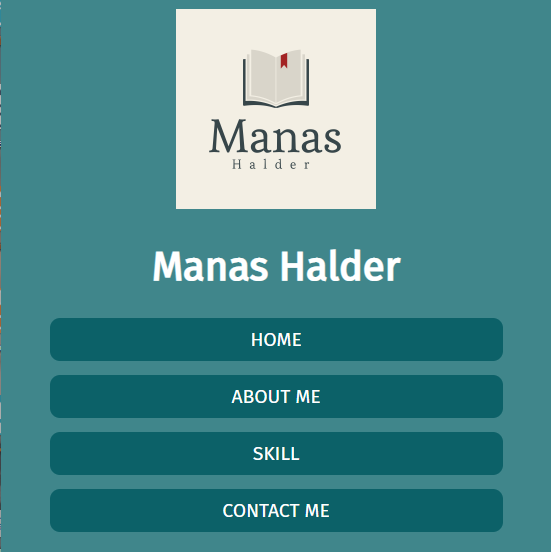 Manas
Halder
Manas Halder
HOME
ABOUT ME
SKILL
CONTACT ME